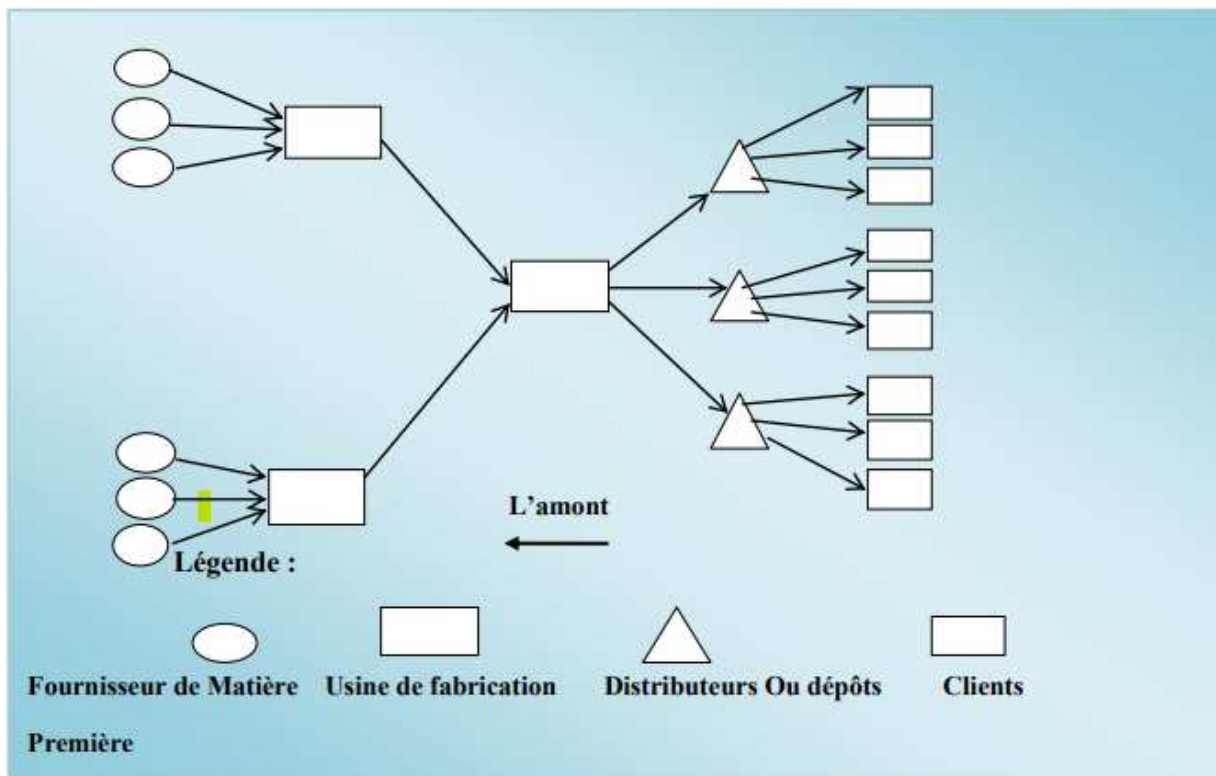 L'amont
Légende :
Fournisseur de Matière Usine de fabrication Distributeurs Ou dépôts Clients
Première